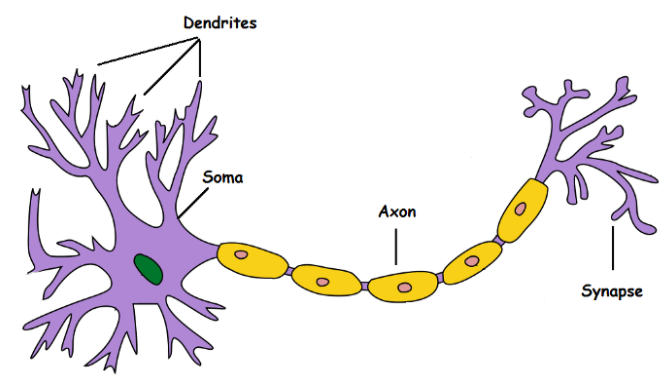 Dendrites
Soma
Axon
Synapse